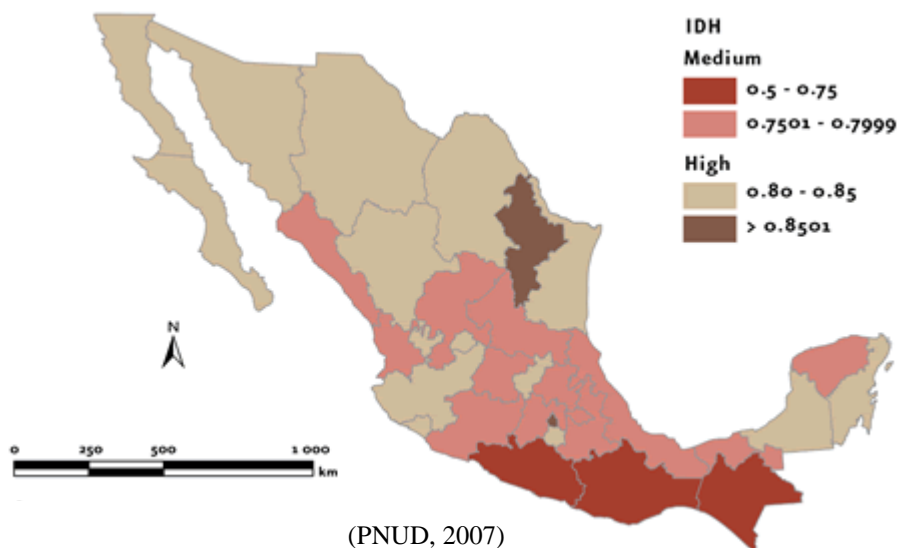 IDH
Medium
0.5 - 0.75
0.7501 - 0.7999
High
0.80 - 0.85
> 0.8501
N
0 250 500 1 000
km
(PNUD, 2007)